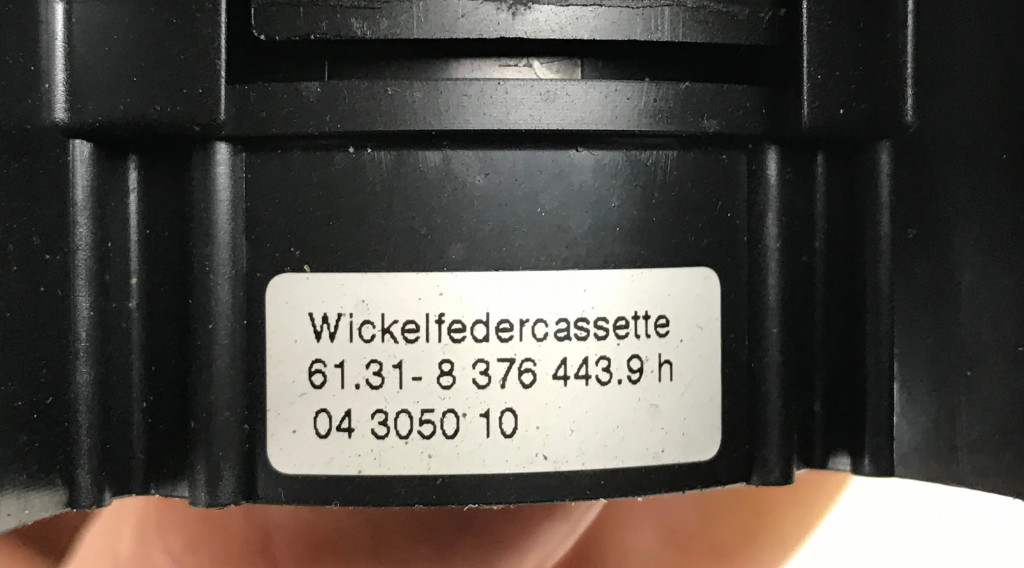 Wickelfedercassette
61.31- 8 376 443.9 h
04 3050 10